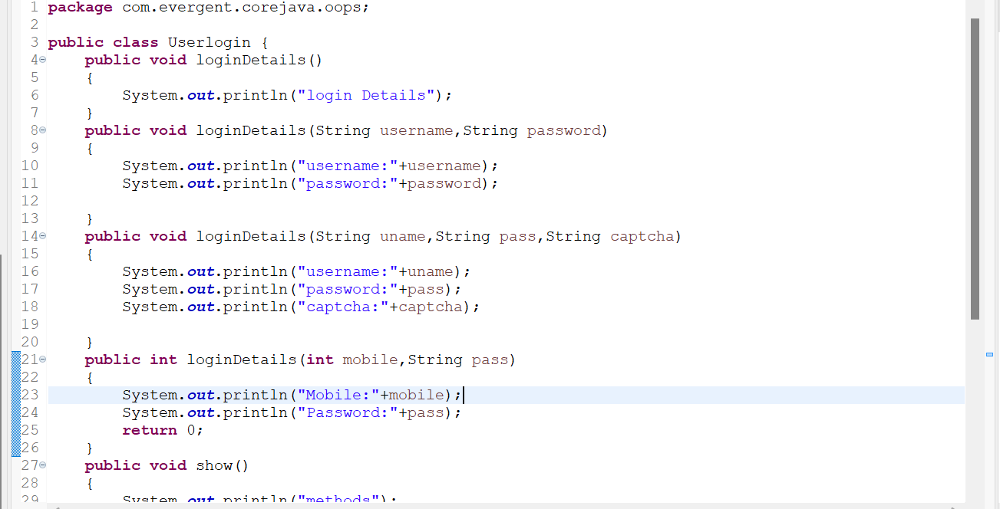 1 package com.evergent.corejava.oops;
2
3 public class Userlogin {
4 public void loginDetails()
5 {
6 System.out.println("login Details");
7 }
8 public void loginDetails(String username,String password)
9 {
10 System.out.println("username:"+username);
11 System.out.println("password:"+password);
12
13 }
14 public void loginDetails(String uname,String pass,String captcha)
15 {
16 System.out.println("username:"+uname);
17 System.out.println("password:"+pass);
18 System.out.println("captcha:"+captcha);
19
20 }
21 public int loginDetails(int mobile,String pass)
22 {
23 System.out.println("Mobile:"+mobile);
24 System.out.println("Password:"+pass);
25 return 0;
26 }
27 public void show()
28 {
29 System.out.println("methods");